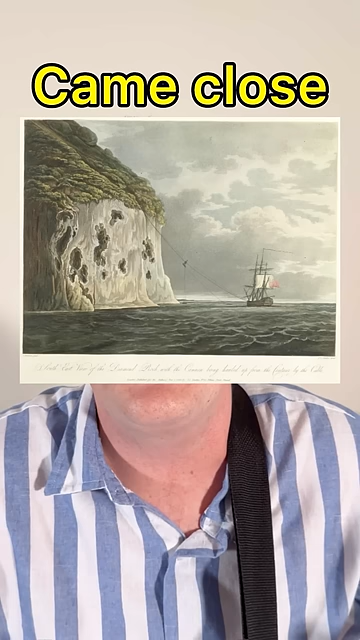 Came close
A South East View of the Diamond Rock with the Cannon being hauled up from the Centaur by the Cable